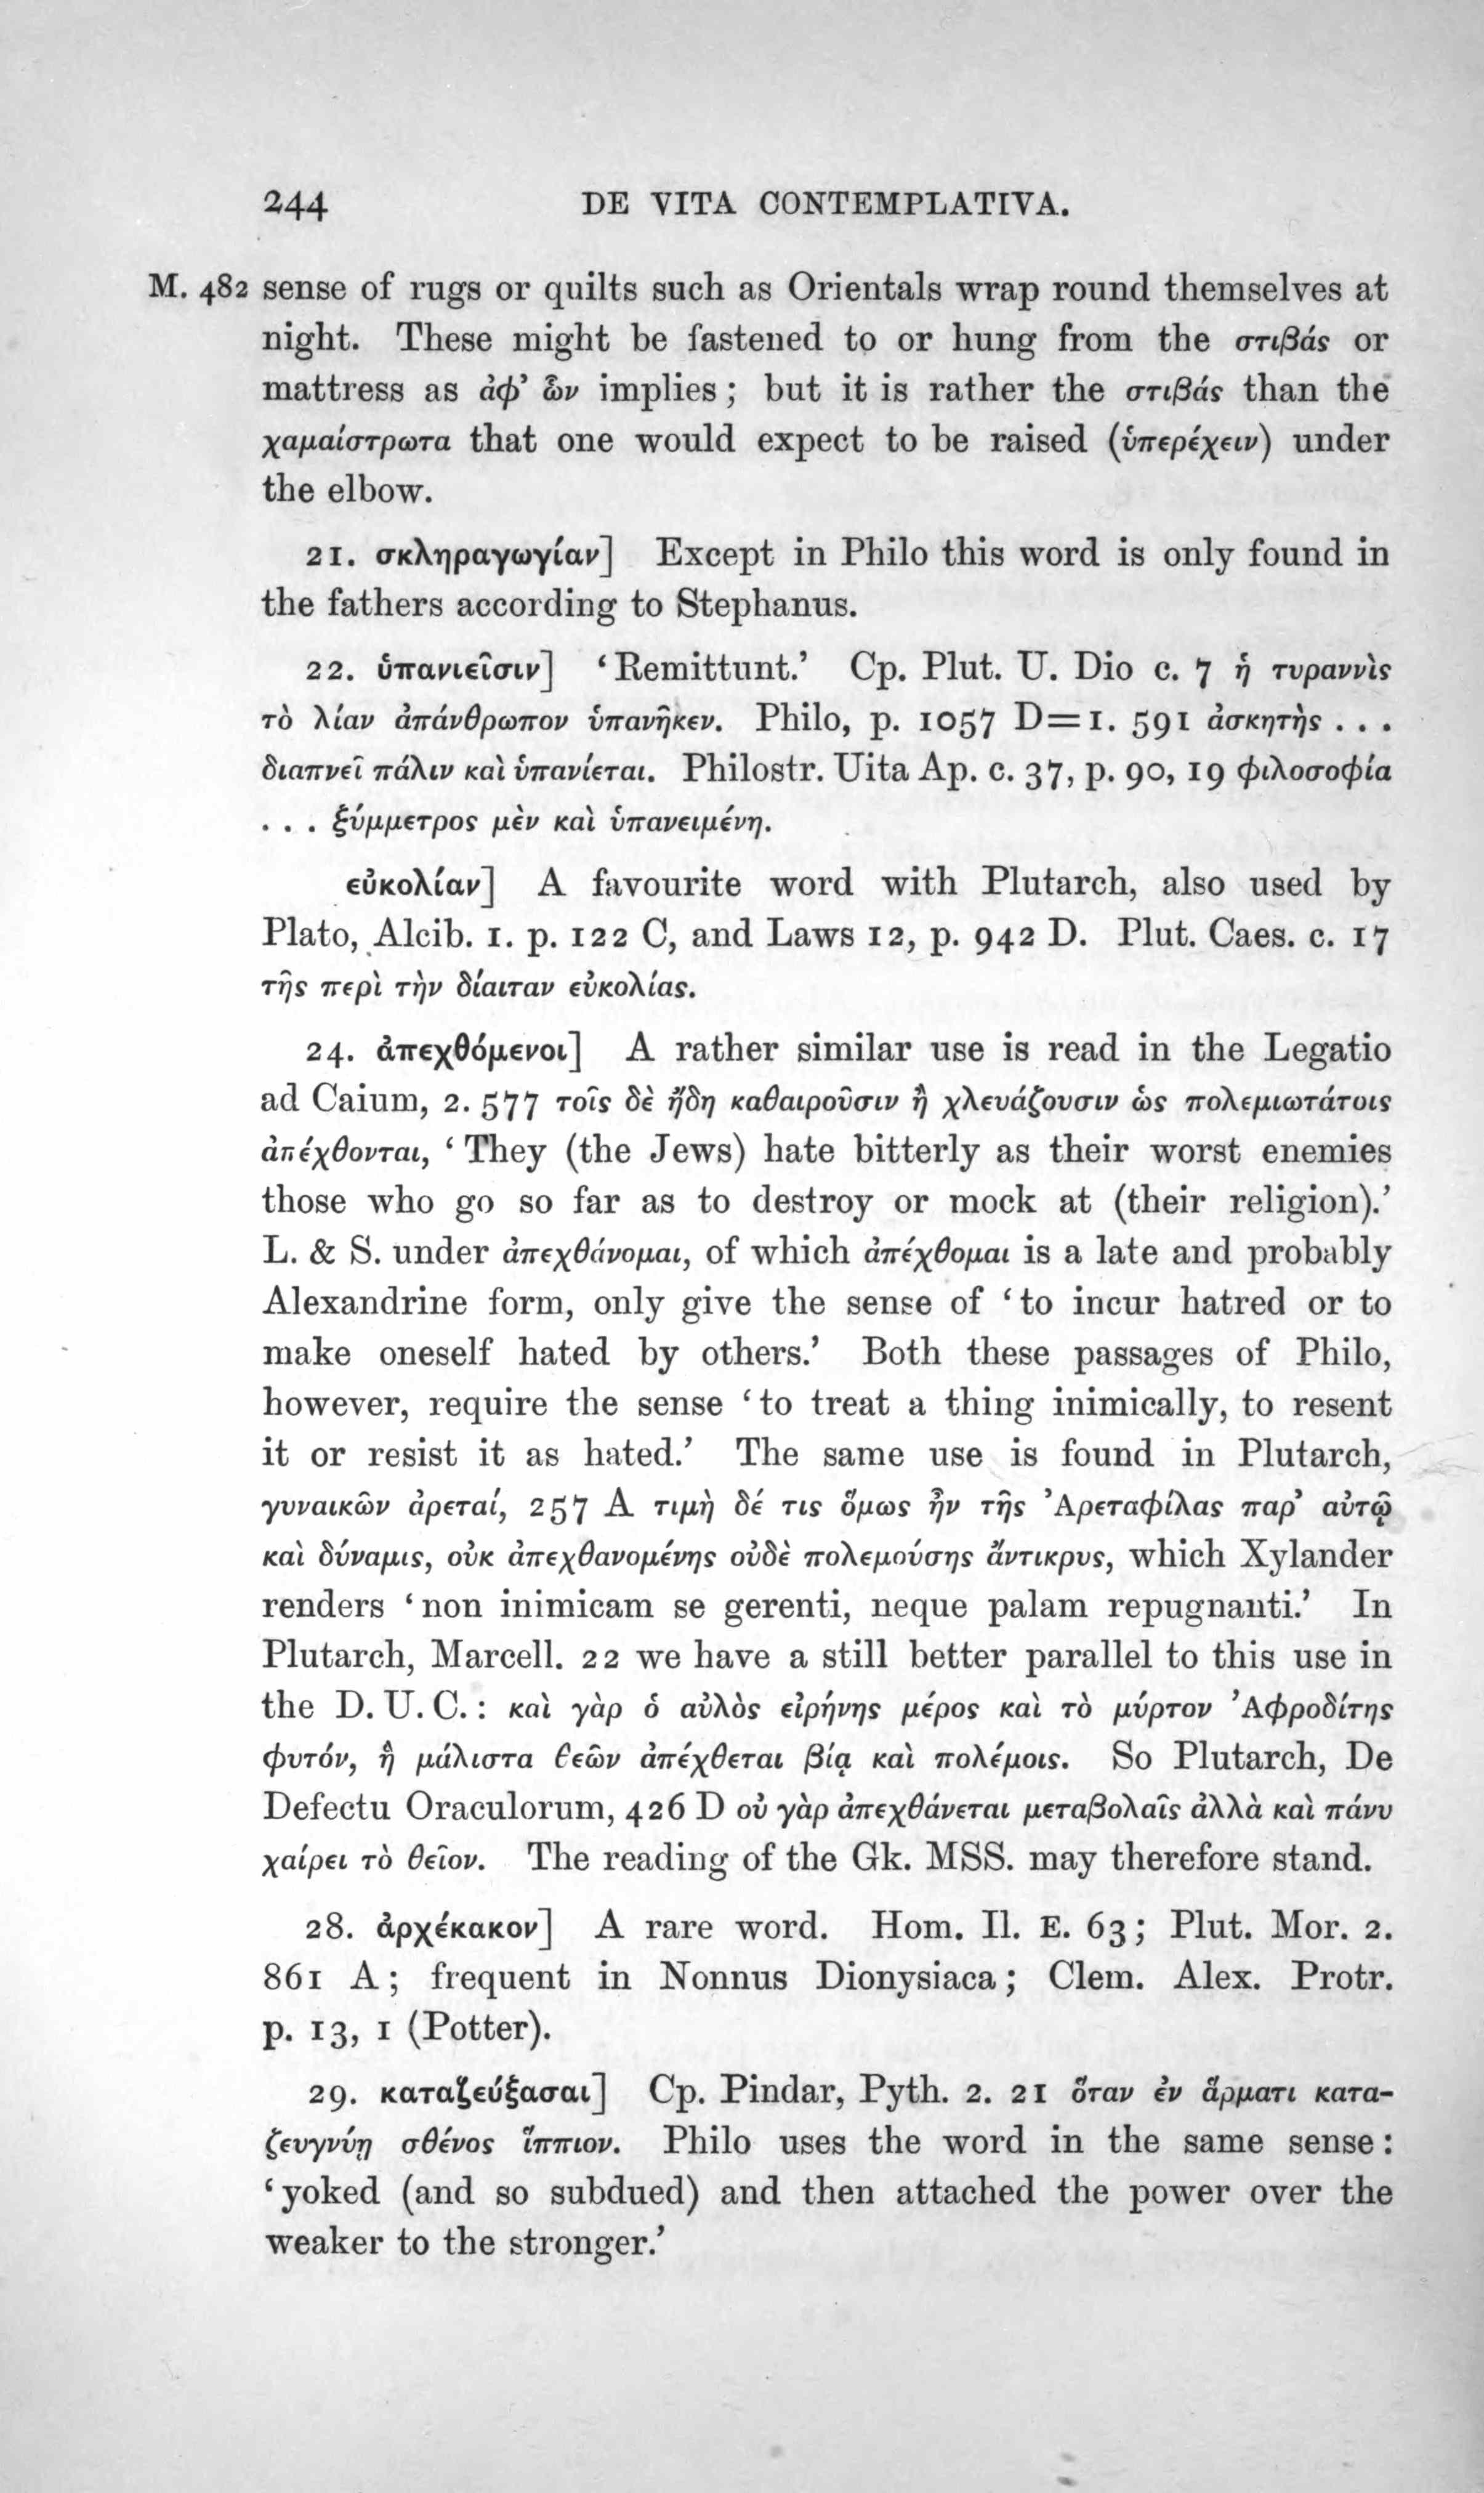 244 DE VITA CONTEMPLATIVA.
M. 482 sense of rugs or quilts such as Orientals wrap round themselves at
night. These might be fastened to or hung from the στιβάς or
mattress as ἀφ’ ὧν implies; but it is rather the στιβάς than the
χαμαίστρωτα that one would expect to be raised (ὑπερέχειν) under
the elbow.
21. σκληραγωγίαν] Except in Philo this word is only found in
the fathers according to Stephanus.
22. ὑπανιεῖσιν] ‘Remittunt.’ Cp. Plut. U. Dio c. 7 ἡ τυραννὶς
τὸ λίαν ἀπάνθρωπον ὑπανῆκεν. Philo, p. 1057 D=1. 591 ἀσκητὴς . . .
διαπνεῖ πάλιν καὶ ὑπανίεται. Philostr. Uita Ap. c. 37, p. 90, 19 φιλοσοφία
. . . ξύμμετρος μὲν καὶ ὑπανειμένη.
εὐκολίαν] A favourite word with Plutarch, also used by
Plato, Alcib. 1. p. 122 C, and Laws 12, p. 942 D. Plut. Caes. c. 17
τῆς περὶ τὴν δίαιταν εὐκολίας.
24. ἀπεχθόμενοι] A rather similar use is read in the Legatio
ad Caium, 2. 577 τοῖς δὲ ἤδη καθαιροῦσιν ἢ χλευάζουσιν ὡς πολεμιωτάτοις
ἀπέχθονται, ‘They (the Jews) hate bitterly as their worst enemies
those who go so far as to destroy or mock at (their religion).’
L. & S. under ἀπεχθάνομαι, of which ἀπέχθομαι is a late and probably
Alexandrine form, only give the sense of ‘to incur hatred or to
make oneself hated by others.’ Both these passages of Philo,
however, require the sense ‘to treat a thing inimically, to resent
it or resist it as hated.’ The same use is found in Plutarch,
γυναικῶν ἀρεταί, 257 A τιμὴ δέ τις ὅμως ἦν τῆς Ἀρεταφίλας παρ’ αὐτῷ
καὶ δύναμις, οὐκ ἀπεχθανομένης οὐδὲ πολεμούσης ἄντικρυς, which Xylander
renders ‘non inimicam se gerenti, neque palam repugnanti.’ In
Plutarch, Marcell. 22 we have a still better parallel to this use in
the D. U. C.: καὶ γὰρ ὁ αὐλὸς εἰρήνης μέρος καὶ τὸ μύρτον Ἀφροδίτης
φυτόν, ἣ μάλιστα θεῶν ἀπέχθεται βίᾳ καὶ πολέμοις. So Plutarch, De
Defectu Oraculorum, 426 D οὐ γὰρ ἀπεχθάνεται μεταβολαῖς ἀλλὰ καὶ πάνυ
χαίρει τὸ θεῖον. The reading of the Gk. MSS. may therefore stand.
28. ἀρχέκακον] A rare word. Hom. Il. E. 63; Plut. Mor. 2.
861 A; frequent in Nonnus Dionysiaca; Clem. Alex. Protr.
p. 13, 1 (Potter).
29. καταζεύξασαι] Cp. Pindar, Pyth. 2. 21 ὅταν ἐν ἅρματι κατα-
ζευγνύῃ σθένος ἵππιον. Philo uses the word in the same sense:
‘yoked (and so subdued) and then attached the power over the
weaker to the stronger.’